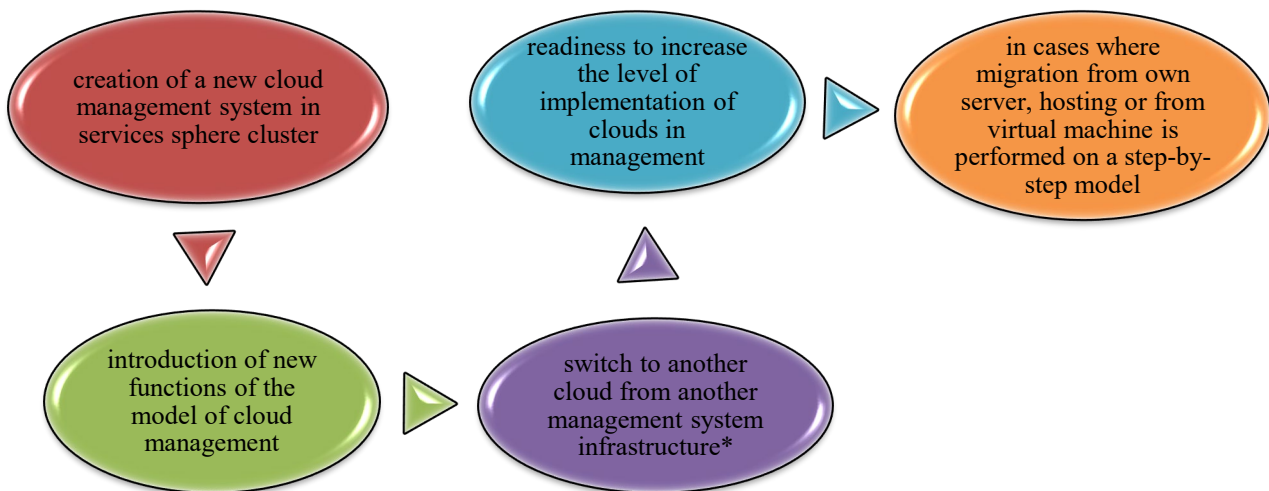 creation of a new cloud
management system in
services sphere cluster
introduction of new
functions of the
model of cloud
management
switch to another
cloud from another
management system
infrastructure*
readiness to increase
the level of
implementation of
clouds in
management
in cases where
migration from own
server, hosting or from
virtual machine is
performed on a step-by-
step model